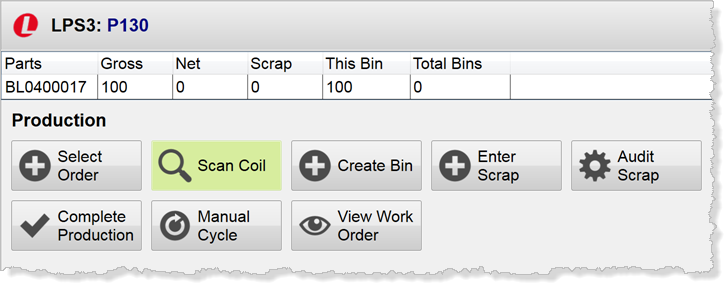 L LPS3: P130
Parts Gross Net Scrap This Bin Total Bins
BL0400017 100 0 0 100 0
Production
Select Order Scan Coil Create Bin Enter Scrap Audit Scrap
Complete Production Manual Cycle View Work Order